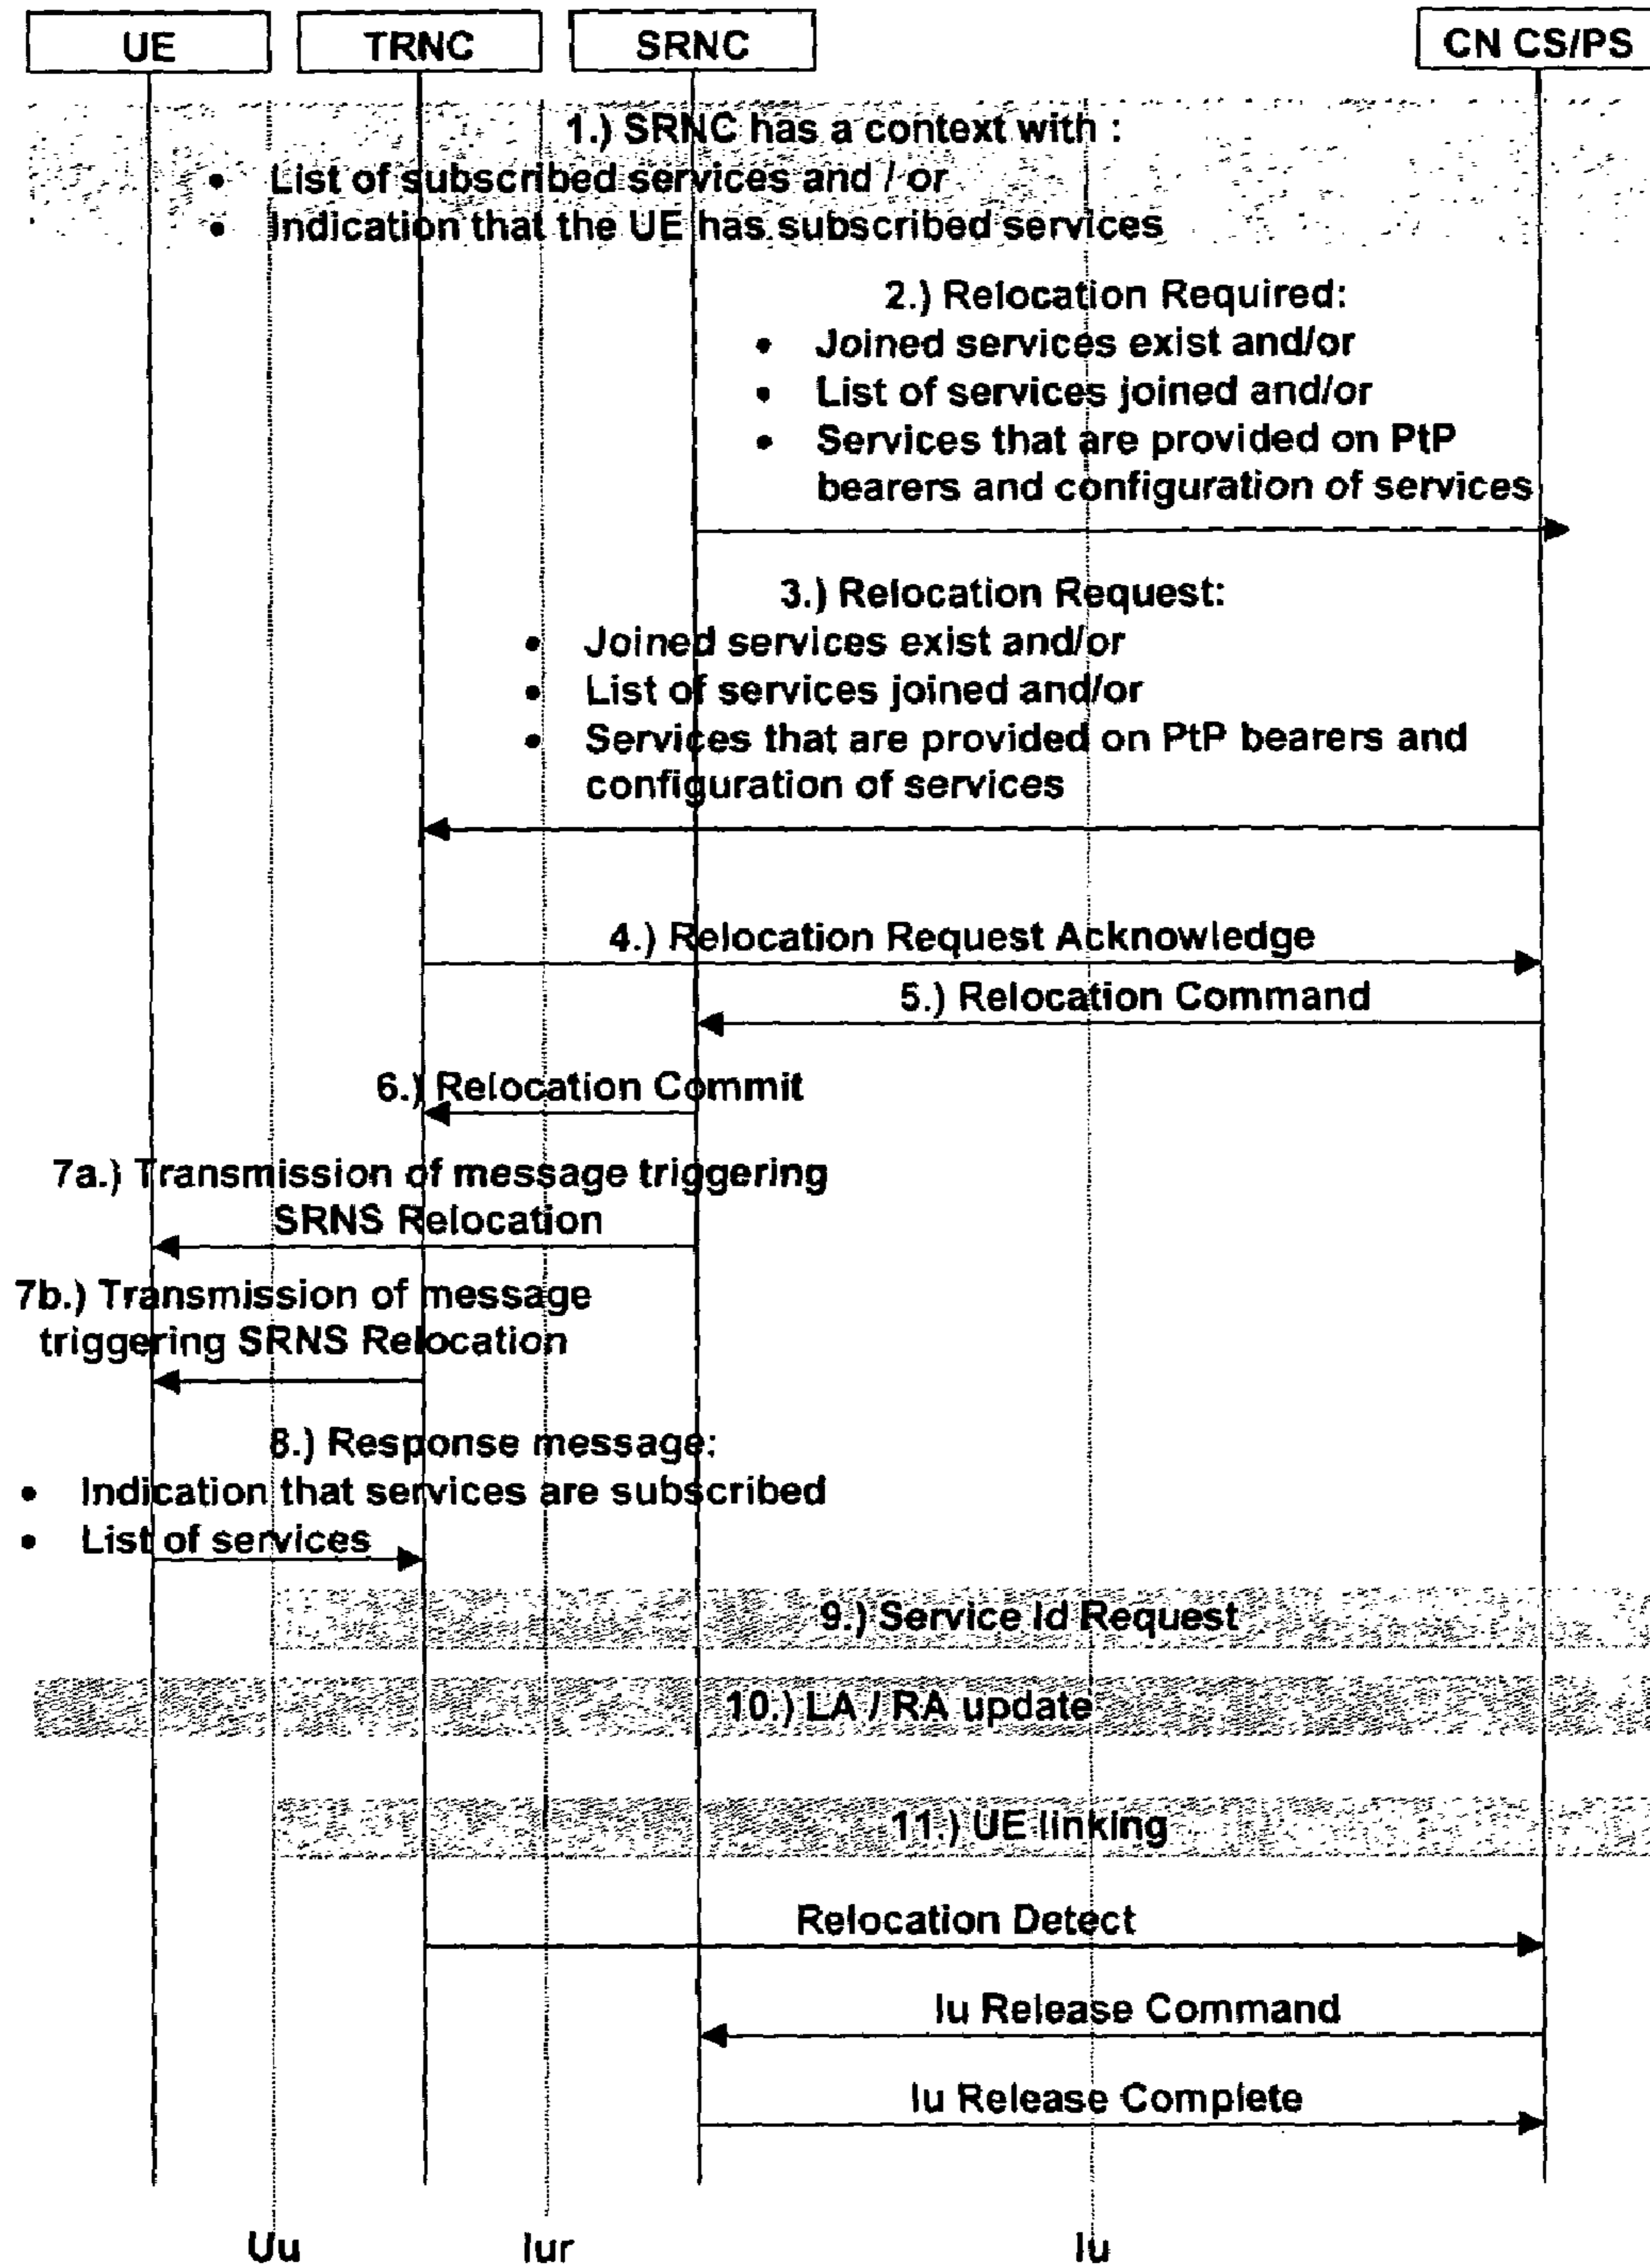 UE
TRNC
SRNC
CN CS/PS
1.) SRNC has a context with :
• List of subscribed services and / or
• Indication that the UE has subscribed services
2.) Relocation Required:
• Joined services exist and/or
• List of services joined and/or
• Services that are provided on PtP
bearers and configuration of services
3.) Relocation Request:
• Joined services exist and/or
• List of services joined and/or
• Services that are provided on PtP bearers and
configuration of services
4.) Relocation Request Acknowledge
5.) Relocation Command
6.) Relocation Commit
7a.) Transmission of message triggering
SRNS Relocation
7b.) Transmission of message
triggering SRNS Relocation
8.) Response message:
• Indication that services are subscribed
• List of services
9.) Service Id Request
10.) LA / RA update
11.) UE linking
Relocation Detect
Iu Release Command
Iu Release Complete
Uu
Iur
Iu